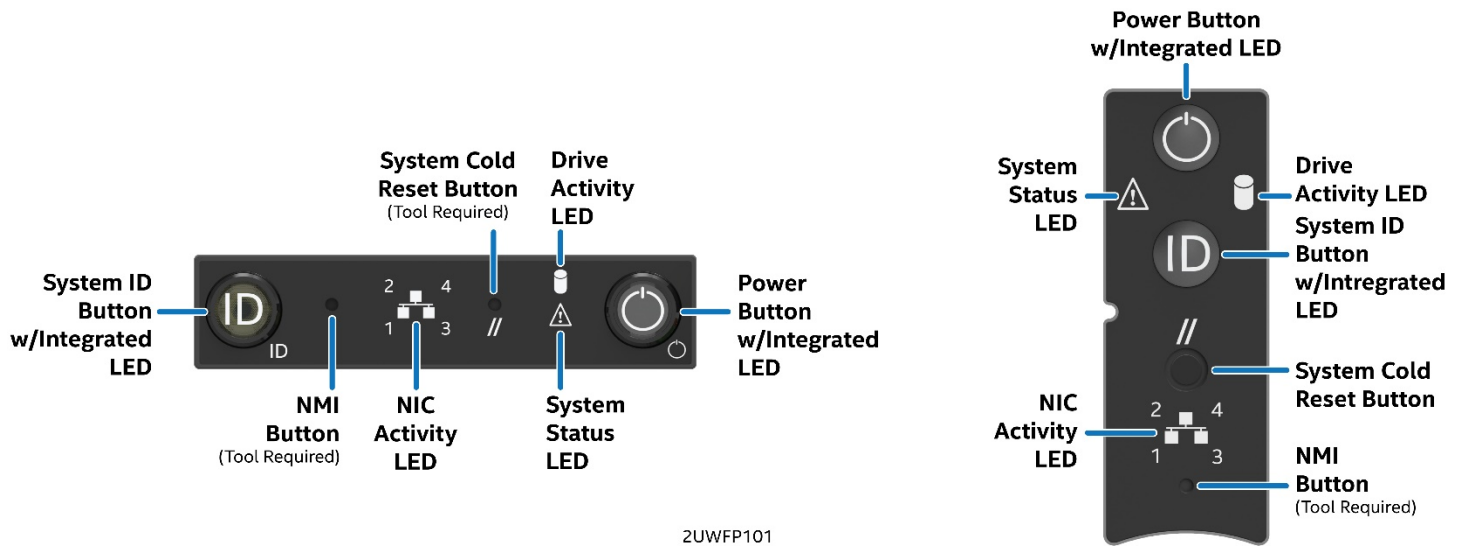 System Cold
Reset Button
(Tool Required)
Drive
Activity
LED
System ID
Button
w/Integrated
LED
ID
ID
2 4
1 3
//
Power
Button
w/Integrated
LED
NMI
Button
(Tool Required)
NIC
Activity
LED
System
Status
LED
2UWFP101
Power Button
w/Integrated LED
System
Status
LED
Drive
Activity LED
ID
System ID
Button
w/Intregrated
LED
//
System Cold
Reset Button
NIC
Activity
LED
2 4
1 3
NMI
Button
(Tool Required)